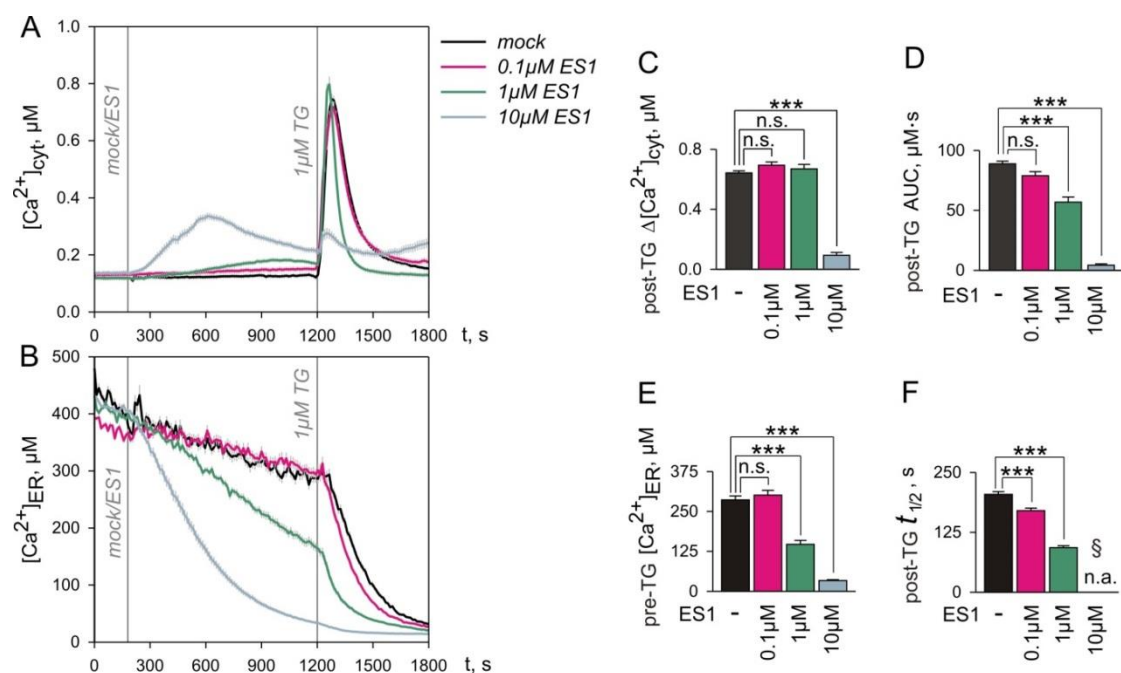 A
1.0
0.8
0.6
0.4
0.2
0.0
[Ca²⁺]cyt, µM
mock/ES1
1µM TG
0
300
600
900
1200
1500
1800
t, s
mock
0.1µM ES1
1µM ES1
10µM ES1
B
500
400
300
200
100
0
[Ca²⁺]ER, µM
mock/ES1
1µM TG
0
300
600
900
1200
1500
1800
t, s
C
***
n.s.
n.s.
0.6
0.4
0.0
post-TG Δ[Ca²⁺]cyt, µM
ES1
-
0.1µM
1µM
10µM
D
***
***
n.s.
100
50
0
post-TG AUC, µM·s
ES1
-
0.1µM
1µM
10µM
E
***
***
n.s.
375
250
125
0
pre-TG [Ca²⁺]ER, µM
ES1
-
0.1µM
1µM
10µM
F
***
***
§
n.a.
250
125
0
post-TG t1/2, s
ES1
-
0.1µM
1µM
10µM